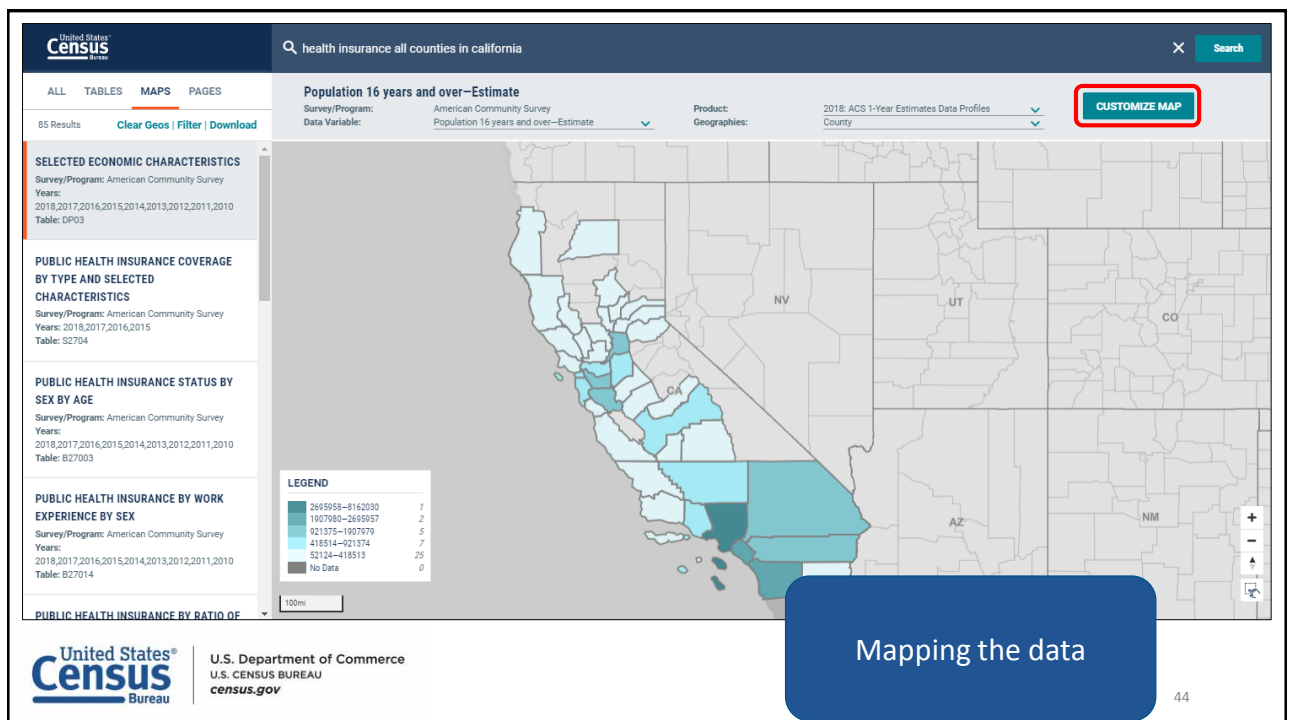 United States®
Census
Bureau
health insurance all counties in california
Search
ALL TABLES MAPS PAGES
85 Results Clear Geos | Filter | Download
Population 16 years and over—Estimate
Survey/Program: American Community Survey Product: 2018: ACS 1-Year Estimates Data Profiles
Data Variable: Population 16 years and over—Estimate Geographies: County
CUSTOMIZE MAP
SELECTED ECONOMIC CHARACTERISTICS
Survey/Program: American Community Survey
Years:
2018,2017,2016,2015,2014,2013,2012,2011,2010
Table: DP03
PUBLIC HEALTH INSURANCE COVERAGE
BY TYPE AND SELECTED
CHARACTERISTICS
Survey/Program: American Community Survey
Years: 2018,2017,2016,2015
Table: S2704
PUBLIC HEALTH INSURANCE STATUS BY
SEX BY AGE
Survey/Program: American Community Survey
Years:
2018,2017,2016,2015,2014,2013,2012,2011,2010
Table: B27003
PUBLIC HEALTH INSURANCE BY WORK
EXPERIENCE BY SEX
Survey/Program: American Community Survey
Years:
2018,2017,2016,2015,2014,2013,2012,2011,2010
Table: B27014
PUBLIC HEALTH INSURANCE BY RATIO OF
NV
UT
CO
CA
AZ
NM
LEGEND
2695958—8162030 1
1907980—2695957 2
921375—1907979 5
418514—921374 7
52124—418513 25
No Data 0
100mi
+
−
United States®
Census
Bureau
U.S. Department of Commerce
U.S. CENSUS BUREAU
census.gov
Mapping the data
44